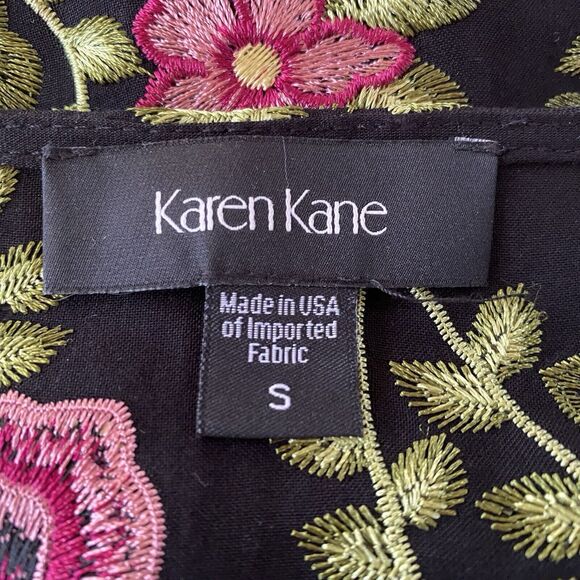 Karen Kane
Made in USA
of Imported
Fabric
S